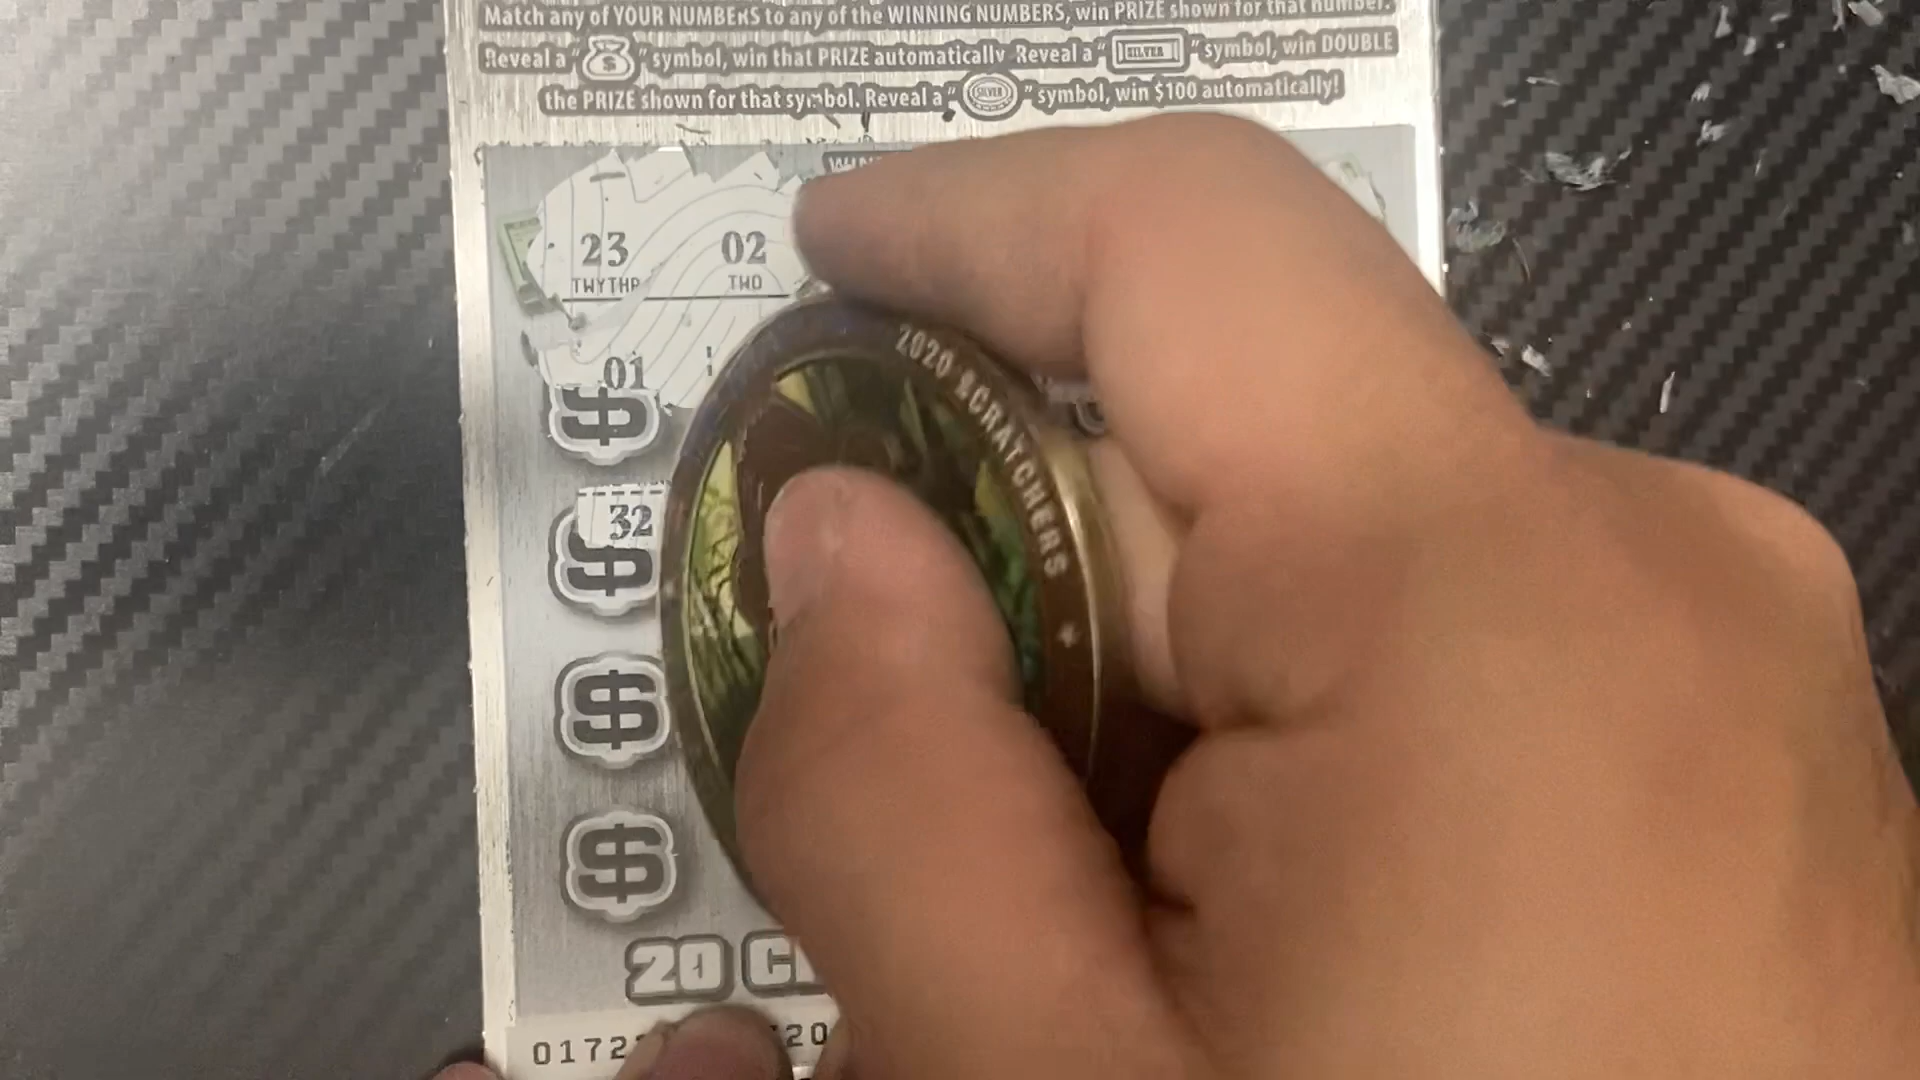 Match any of YOUR NUMBERS to any of the WINNING NUMBERS, win PRIZE shown for that number.
Reveal a " $ " symbol, win that PRIZE automatically. Reveal a " SILVER " symbol, win DOUBLE
the PRIZE shown for that symbol. Reveal a " SILVER " symbol, win $100 automatically!
23 02
TWYTHR TWO
01
$
32
$
$
$
2020 SCRATCHERS
20